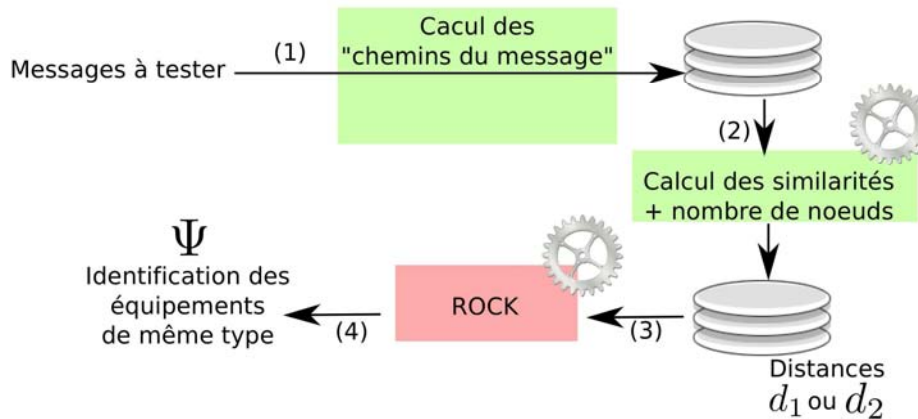 Messages à tester
(1)
Cacul des
"chemins du message"
(2)
Calcul des similarités
+ nombre de noeuds
Distances
d1 ou d2
(3)
ROCK
(4)
Ψ
Identification des
équipements
de même type